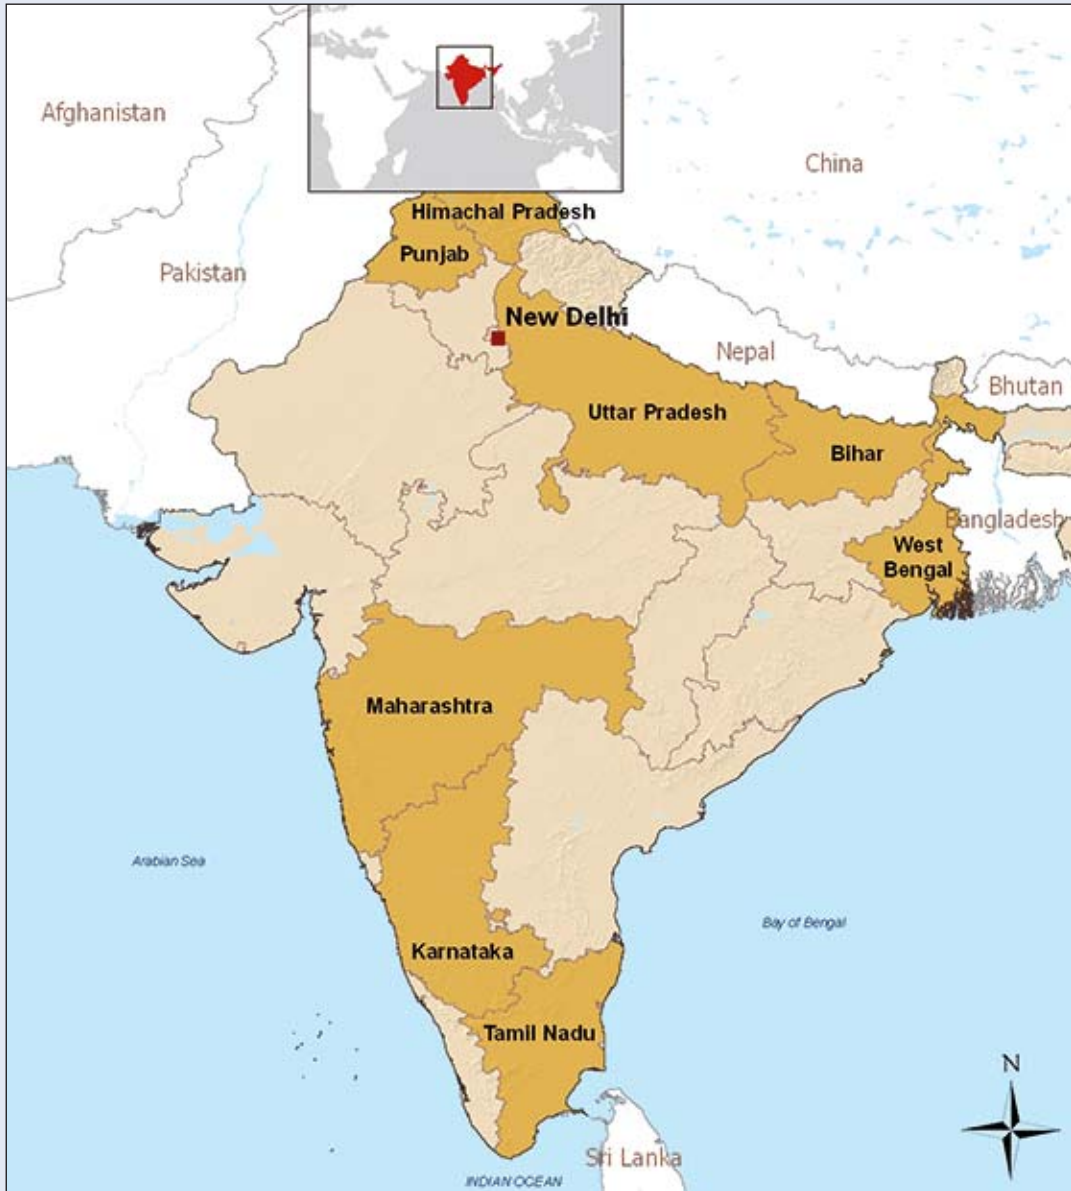 Afghanistan
China
Himachal Pradesh
Punjab
Pakistan
New Delhi
Nepal
Bhutan
Uttar Pradesh
Bihar
Bangladesh
West
Bengal
Maharashtra
Arabian Sea
Bay of Bengal
Karnataka
Tamil Nadu
N
Sri Lanka
INDIAN OCEAN